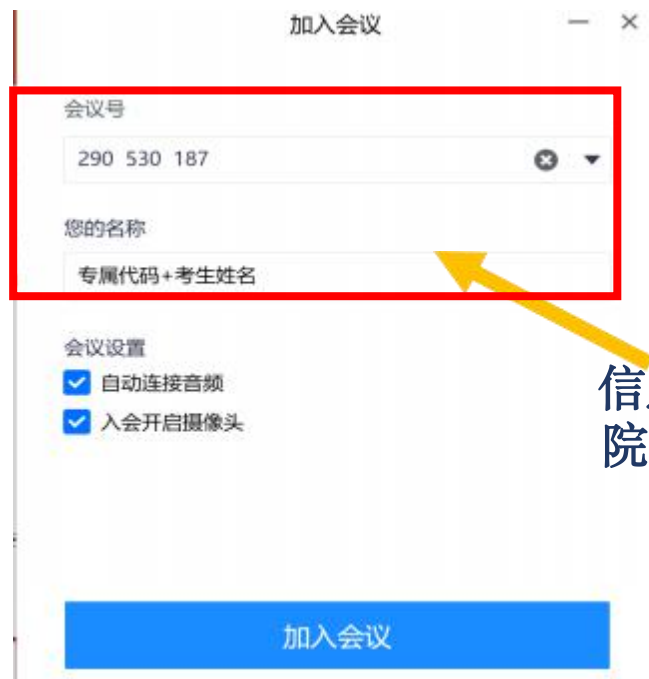 加入会议
会议号
290 530 187
您的名称
专属代码+考生姓名
会议设置
自动连接音频
入会开启摄像头
信
院
加入会议